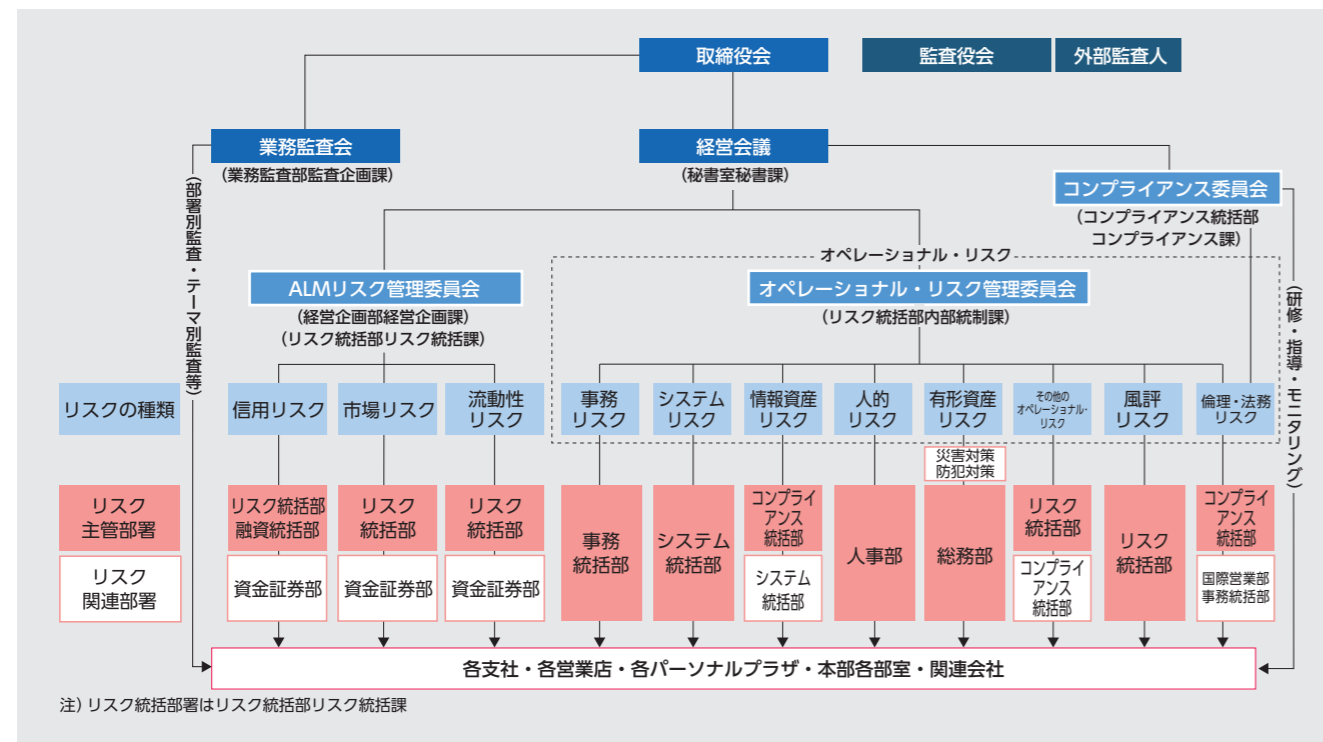 取締役会
監査役会
外部監査人
業務監査会
(業務監査部監査企画課)
経営会議
(秘書室秘書課)
コンプライアンス委員会
(コンプライアンス統括部
コンプライアンス課)
(部署別監査・テーマ別監査等)
オペレーショナル・リスク
ALMリスク管理委員会
(経営企画部経営企画課)
(リスク統括部リスク統括課)
オペレーショナル・リスク管理委員会
(リスク統括部内部統制課)
(研修・指導・モニタリング)
リスクの種類
信用リスク
市場リスク
流動性
リスク
事務
リスク
システム
リスク
情報資産
リスク
人的
リスク
有形資産
リスク
その他の
オペレーショナル・
リスク
風評
リスク
倫理・法務
リスク
災害対策
防犯対策
リスク
主管部署
リスク統括部
融資統括部
リスク
統括部
リスク
統括部
事務
統括部
システム
統括部
コンプライ
アンス
統括部
人事部
総務部
リスク
統括部
リスク
統括部
コンプライ
アンス
統括部
リスク
関連部署
資金証券部
資金証券部
資金証券部
システム
統括部
コンプライ
アンス
統括部
国際営業部
事務統括部
各支社・各営業店・各パーソナルプラザ・本部各部室・関連会社
注) リスク統括部署はリスク統括部リスク統括課